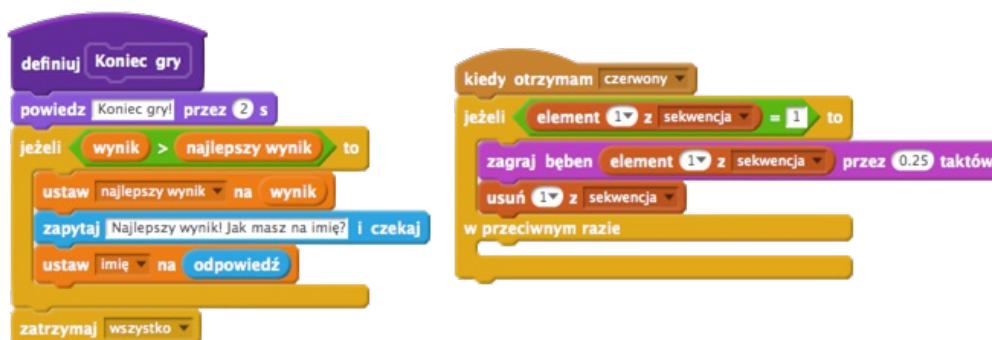 definiuj Koniec gry
powiedz Koniec gry! przez 2 s
jeżeli wynik > najlepszy wynik to
ustaw najlepszy wynik na wynik
zapytaj Najlepszy wynik! Jak masz na imię? i czekaj
ustaw imię na odpowiedź
zatrzymaj wszystko
kiedy otrzymam czerwony
jeżeli element 1 z sekwencja = 1 to
zagraj bęben element 1 z sekwencja przez 0.25 taktów
usuń 1 z sekwencja
w przeciwnym razie